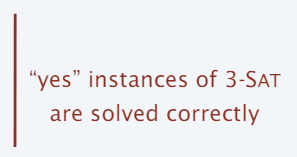 “yes” instances of 3-SAT
are solved correctly